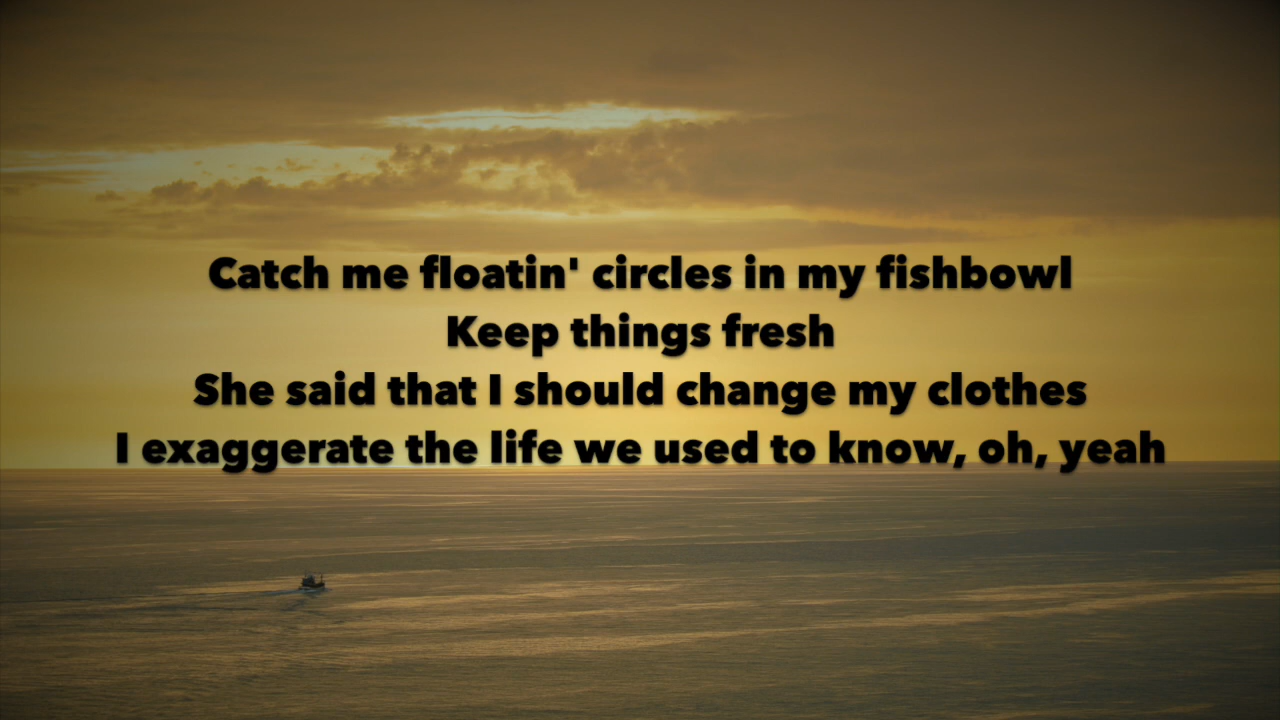 Catch me floatin' circles in my fishbowl
Keep things fresh
She said that I should change my clothes
I exaggerate the life we used to know, oh, yeah